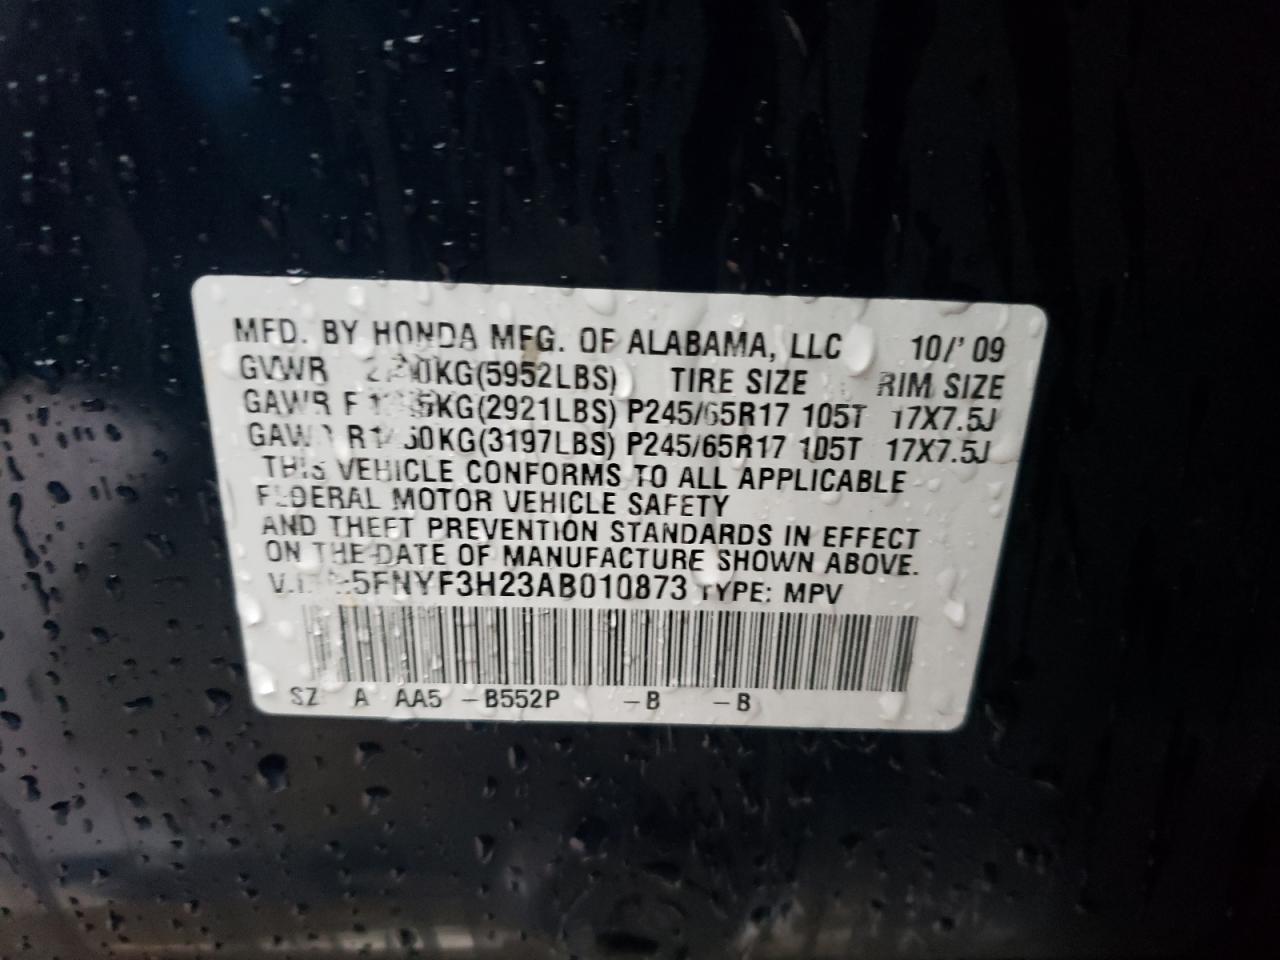 MFD. BY HONDA MFG. OF ALABAMA, LLC 10/'09
GVWR (5952LBS) TIRE SIZE RIM SIZE
GAWR F (2921LBS) P245/65R17 105T 17X7.5J
(3197LBS) P245/65R17 105T 17X7.5J
THIS VEHICLE CONFORMS TO ALL APPLICABLE
FEDERAL MOTOR VEHICLE SAFETY
AND THEFT PREVENTION STANDARDS IN EFFECT
ON THE DATE OF MANUFACTURE SHOWN ABOVE.
5FNYF3H23AB010873 TYPE: MPV
SZ A AA5 -B552P -B -B